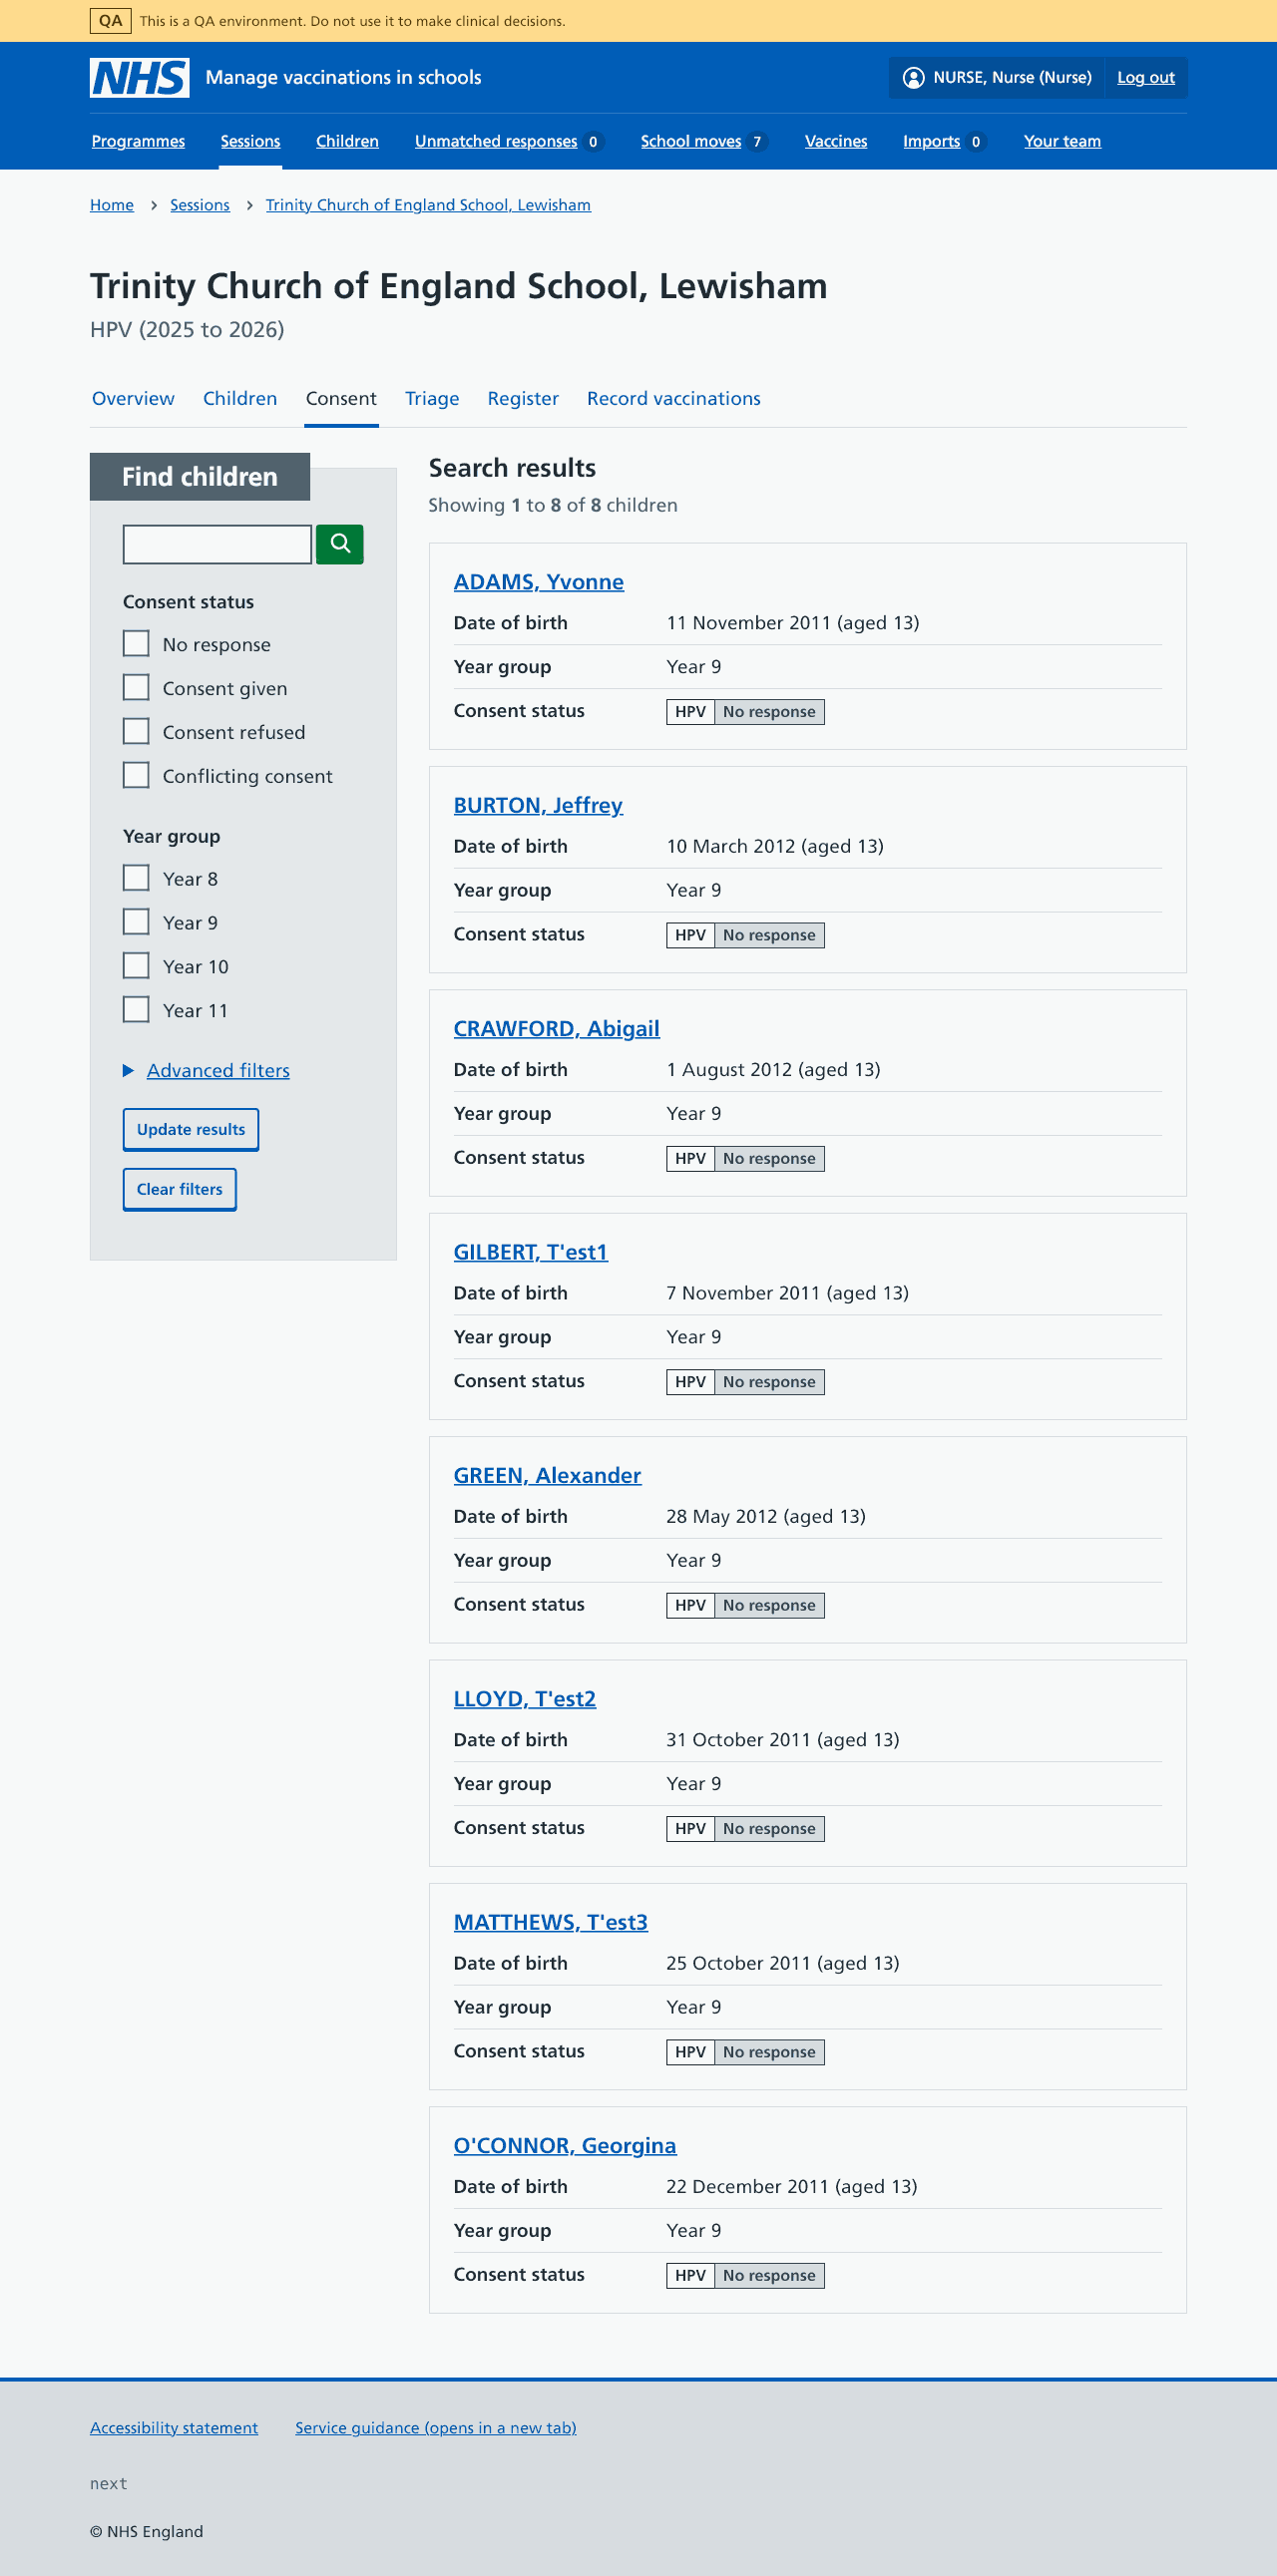 QA This is a QA environment. Do not use it to make clinical decisions.
NHS Manage vaccinations in schools NURSE, Nurse (Nurse) Log out
Programmes Sessions Children Unmatched responses 0 School moves 7 Vaccines Imports 0 Your team
Home Sessions Trinity Church of England School, Lewisham
Trinity Church of England School, Lewisham
HPV (2025 to 2026)
Overview Children Consent Triage Register Record vaccinations
Find children
Consent status
No response
Consent given
Consent refused
Conflicting consent
Year group
Year 8
Year 9
Year 10
Year 11
Advanced filters
Update results
Clear filters
Search results
Showing 1 to 8 of 8 children
ADAMS, Yvonne
Date of birth 11 November 2011 (aged 13)
Year group Year 9
Consent status HPV No response
BURTON, Jeffrey
Date of birth 10 March 2012 (aged 13)
Year group Year 9
Consent status HPV No response
CRAWFORD, Abigail
Date of birth 1 August 2012 (aged 13)
Year group Year 9
Consent status HPV No response
GILBERT, T'est1
Date of birth 7 November 2011 (aged 13)
Year group Year 9
Consent status HPV No response
GREEN, Alexander
Date of birth 28 May 2012 (aged 13)
Year group Year 9
Consent status HPV No response
LLOYD, T'est2
Date of birth 31 October 2011 (aged 13)
Year group Year 9
Consent status HPV No response
MATTHEWS, T'est3
Date of birth 25 October 2011 (aged 13)
Year group Year 9
Consent status HPV No response
O'CONNOR, Georgina
Date of birth 22 December 2011 (aged 13)
Year group Year 9
Consent status HPV No response
Accessibility statement Service guidance (opens in a new tab)
next
© NHS England